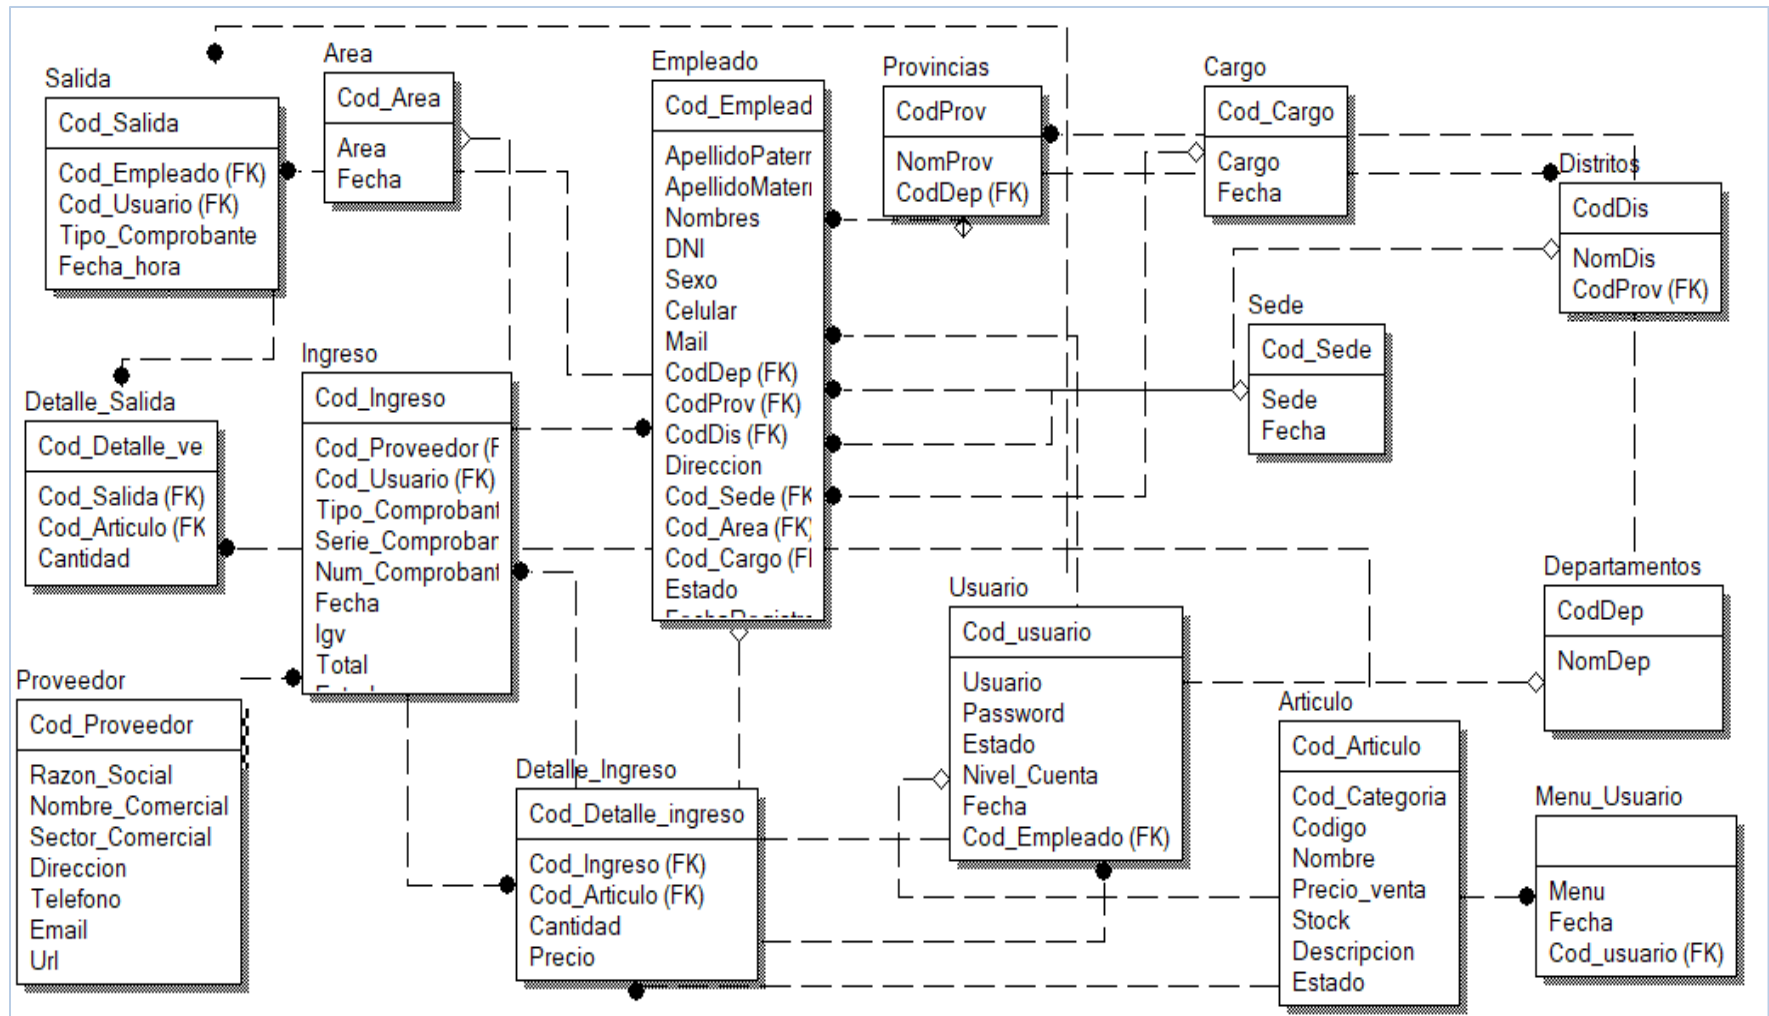 Salida
Cod_Salida
Cod_Empleado (FK)
Cod_Usuario (FK)
Tipo_Comprobante
Fecha_hora
Area
Cod_Area
Area
Fecha
Empleado
Cod_Emplead
ApellidoPater
ApellidoMater
Nombres
DNI
Sexo
Celular
Mail
CodDep (FK)
CodProv (FK)
CodDis (FK)
Direccion
Cod_Sede (FK
Cod_Area (FK)
Cod_Cargo (F
Estado
Provincias
CodProv
NomProv
CodDep (FK)
Cargo
Cod_Cargo
Cargo
Fecha
Distritos
CodDis
NomDis
CodProv (FK)
Sede
Cod_Sede
Sede
Fecha
Ingreso
Cod_Ingreso
Cod_Proveedor (F
Cod_Usuario (FK)
Tipo_Comprobant
Serie_Comprobar
Num_Comprobant
Fecha
Igv
Total
Detalle_Salida
Cod_Detalle_ve
Cod_Salida (FK)
Cod_Articulo (FK
Cantidad
Proveedor
Cod_Proveedor
Razon_Social
Nombre_Comercial
Sector_Comercial
Direccion
Telefono
Email
Url
Detalle_Ingreso
Cod_Detalle_ingreso
Cod_Ingreso (FK)
Cod_Articulo (FK)
Cantidad
Precio
Usuario
Cod_usuario
Usuario
Password
Estado
Nivel_Cuenta
Fecha
Cod_Empleado (FK)
Departamentos
CodDep
NomDep
Articulo
Cod_Articulo
Cod_Categoria
Codigo
Nombre
Precio_venta
Stock
Descripcion
Estado
Menu_Usuario
Menu
Fecha
Cod_usuario (FK)